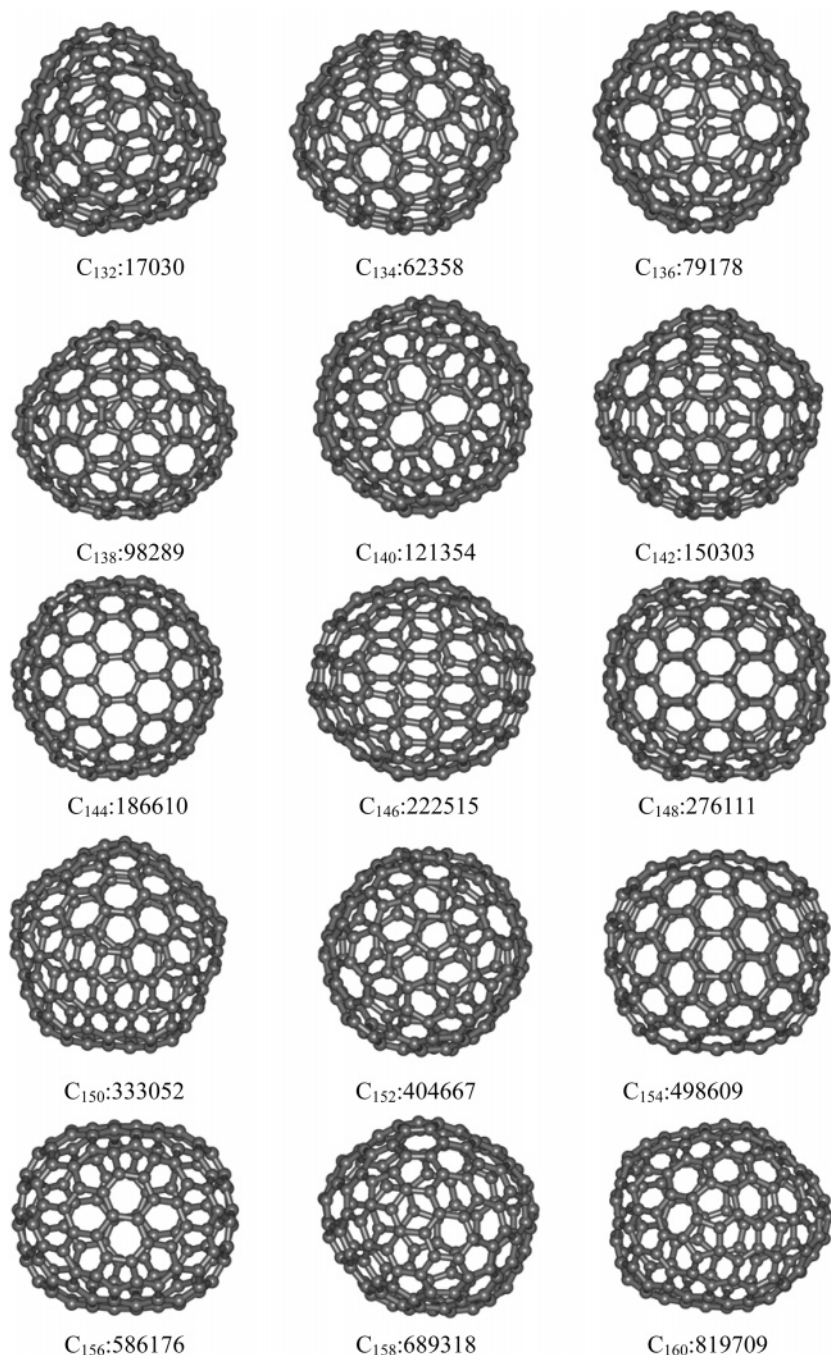 C₁₃₂:17030
C₁₃₄:62358
C₁₃₆:79178
C₁₃₈:98289
C₁₄₀:121354
C₁₄₂:150303
C₁₄₄:186610
C₁₄₆:222515
C₁₄₈:276111
C₁₅₀:333052
C₁₅₂:404667
C₁₅₄:498609
C₁₅₆:586176
C₁₅₈:689318
C₁₆₀:819709